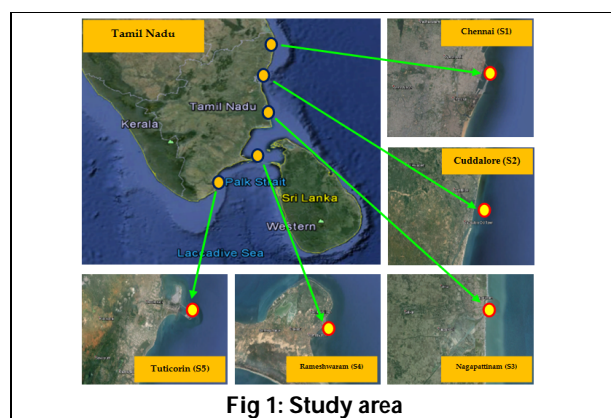 Tamil Nadu
Chennai (S1)
Tamil Nadu
Kerala
Cuddalore (S2)
Palk Strait
Sri Lanka
Western
Laccadive Sea
Tuticorin (S5)
Rameshwaram (S4)
Nagapattinam (S3)
Fig 1: Study area